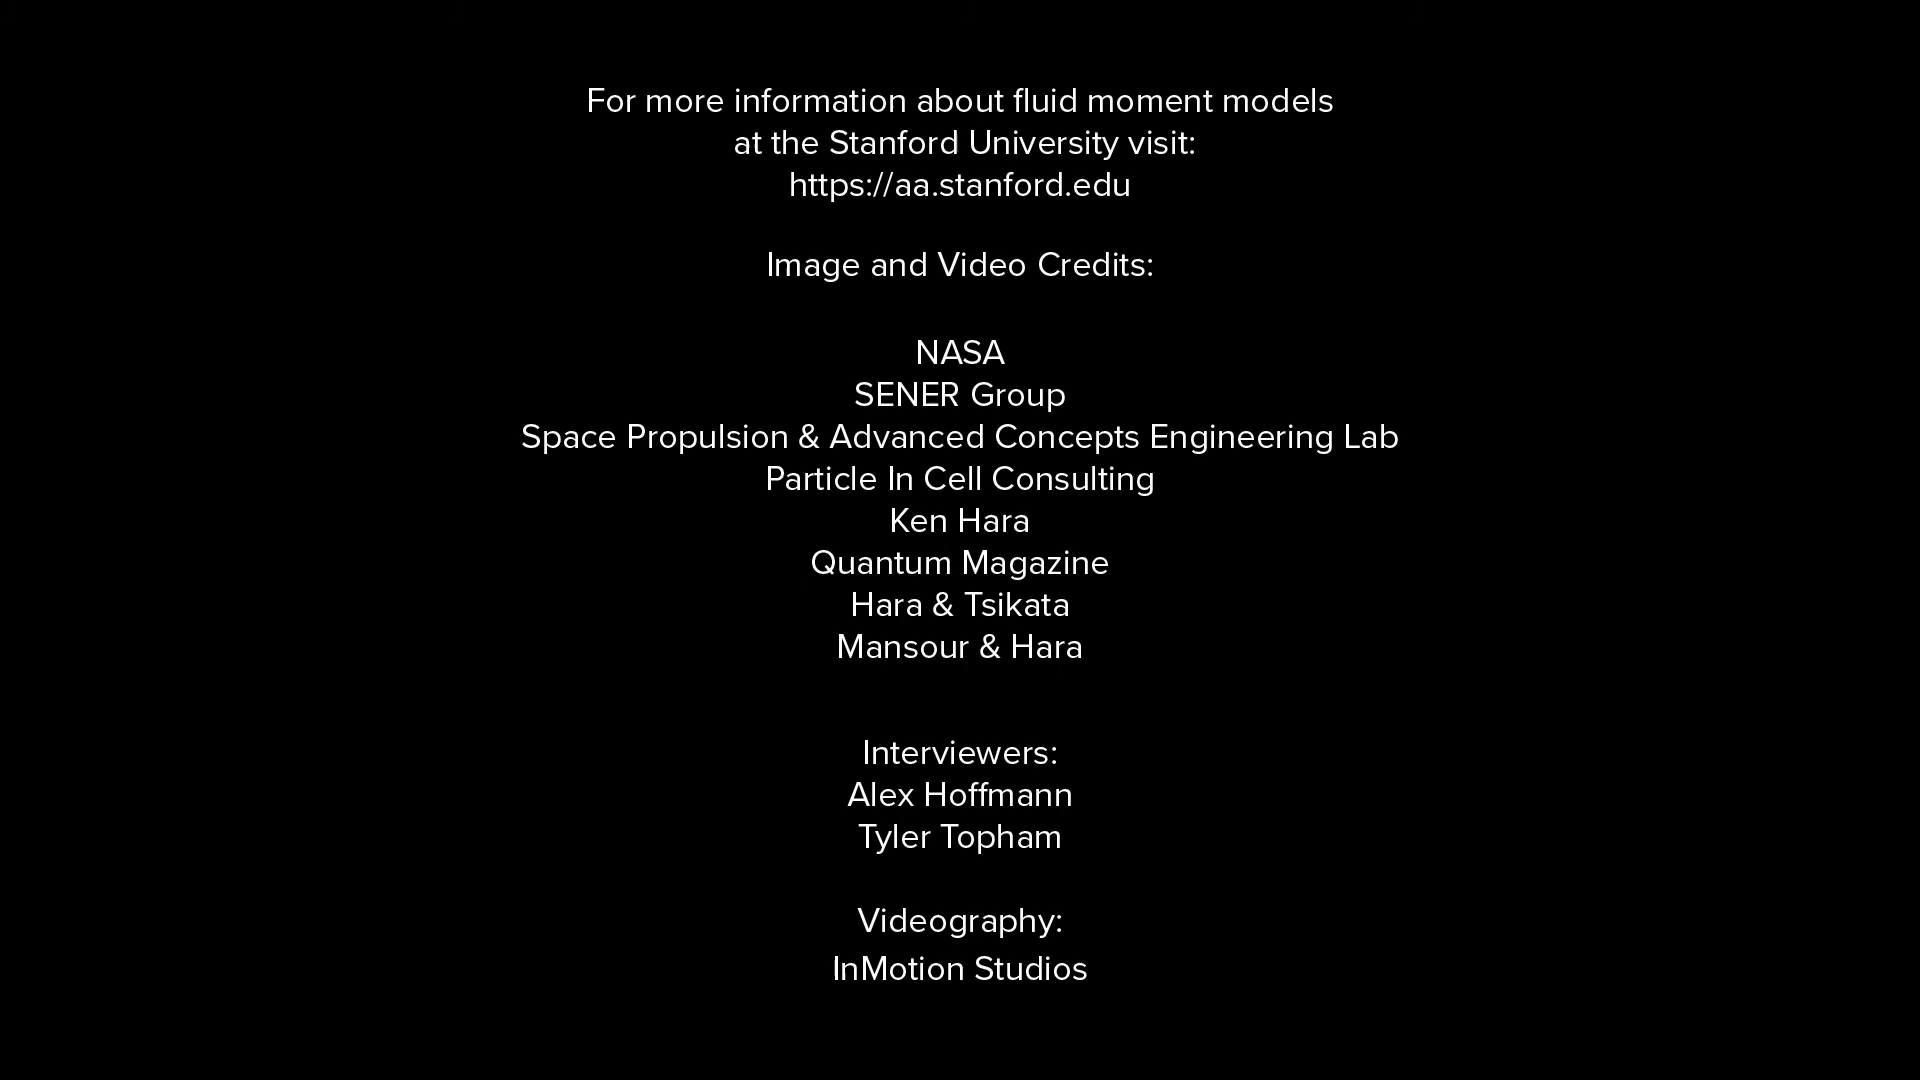 For more information about fluid moment models
at the Stanford University visit:
https://aa.stanford.edu
Image and Video Credits:
NASA
SENER Group
Space Propulsion & Advanced Concepts Engineering Lab
Particle In Cell Consulting
Ken Hara
Quantum Magazine
Hara & Tsikata
Mansour & Hara
Interviewers:
Alex Hoffmann
Tyler Topham
Videography:
InMotion Studios